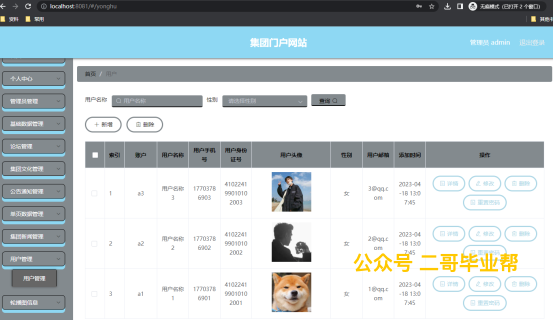 localhost:8081/#/yonghu
无痕模式（已打开 2 个窗口）
资料
常用
其他书
集团门户网站
管理员 admin
退出登录
个人中心
管理员管理
基础数据管理
论坛管理
集团文化管理
公告通知管理
单页数据管理
集团新闻管理
用户管理
用户管理
轮播图信息
首页 / 用户
用户名称
用户名称
性别
请选择性别
查询
新增
删除
索引 账户 用户名称 用户手机号 用户身份证号 用户头像 性别 用户邮箱 添加时间 操作
1 a3 用户名称3 17703786903 410224199010102003 女 3@qq.com 2023-04-18 13:07:45 详情 修改 删除 重置密码
2 a2 用户名称2 17703786902 410224199010102002 女 2@qq.com 2023-04-18 13:07:45 详情 修改 删除 重置密码
3 a1 用户名称1 17703786901 410224199010102001 女 1@qq.com 2023-04-18 13:07:45 详情 修改 删除 重置密码
公众号 二哥毕业帮